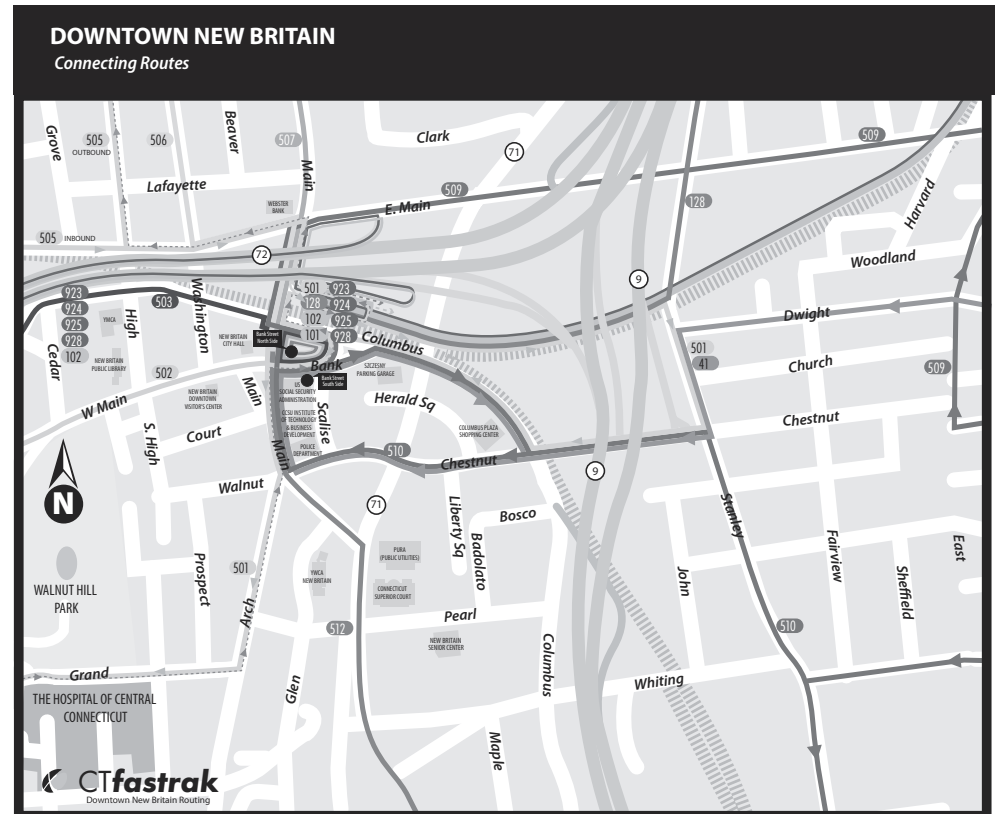 DOWNTOWN NEW BRITAIN
Connecting Routes
Grove
505
OUTBOUND
506
Beaver
507
Main
Clark
71
509
Lafayette
509
E. Main
WEBSTER
BANK
128
Harvard
505 INBOUND
72
Woodland
9
923
924
925
928
102
503
Washington
High
YMCA
Cedar
NEW BRITAIN
PUBLIC LIBRARY
NEW BRITAIN
CITY HALL
501
128
102
101
923
924
925
928
Bank Street
North Side
Columbus
Bank
Bank Street
South Side
SZCZESNY
PARKING GARAGE
Dwight
501
41
Church
509
502
W Main
Main
NEW BRITAIN
DOWNTOWN
VISITOR'S CENTER
US
SOCIAL SECURITY
ADMINISTRATION
Scalise
Herald Sq
CCSU INSTITUTE
OF TECHNOLOGY
& BUSINESS
DEVELOPMENT
POLICE
DEPARTMENT
COLUMBUS PLAZA
SHOPPING CENTER
Chestnut
S. High
Court
Main
510
Chestnut
9
N
Walnut
71
Liberty Sq
Badolato
Bosco
Stanley
Fairview
Sheffield
East
WALNUT HILL
PARK
Prospect
501
Arch
YWCA
NEW BRITAIN
PURA
(PUBLIC UTILITIES)
CONNECTICUT
SUPERIOR COURT
John
512
Pearl
NEW BRITAIN
SENIOR CENTER
Columbus
510
Grand
THE HOSPITAL OF CENTRAL
CONNECTICUT
Glen
Whiting
Maple
CTfastrak
Downtown New Britain Routing